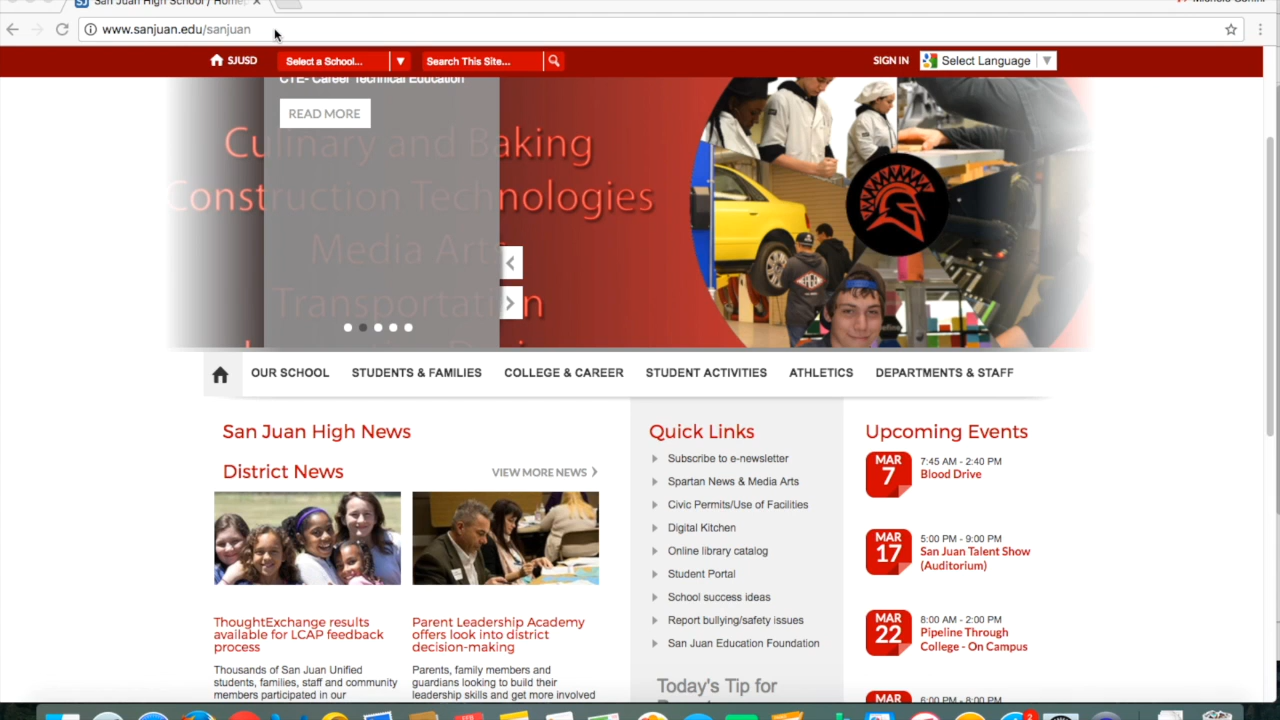 San Juan High School / Home
www.sanjuan.edu/sanjuan
SJUSD
Select a School...
Search This Site...
SIGN IN
Select Language
CTE- Career Technical Education
READ MORE
Culinary and Baking
Construction Technologies
Media Arts
Transportation
OUR SCHOOL
STUDENTS & FAMILIES
COLLEGE & CAREER
STUDENT ACTIVITIES
ATHLETICS
DEPARTMENTS & STAFF
San Juan High News
District News
VIEW MORE NEWS
ThoughtExchange results
available for LCAP feedback
process
Thousands of San Juan Unified
students, families, staff and community
members participated in our
Parent Leadership Academy
offers look into district
decision-making
Parents, family members and
guardians looking to build their
leadership skills and get more involved
Quick Links
Subscribe to e-newsletter
Spartan News & Media Arts
Civic Permits/Use of Facilities
Digital Kitchen
Online library catalog
Student Portal
School success ideas
Report bullying/safety issues
San Juan Education Foundation
Today's Tip for
Upcoming Events
MAR
7
7:45 AM - 2:40 PM
Blood Drive
MAR
17
5:00 PM - 9:00 PM
San Juan Talent Show
(Auditorium)
MAR
22
8:00 AM - 2:00 PM
Pipeline Through
College - On Campus
MAR
6:00 PM - 8:00 PM